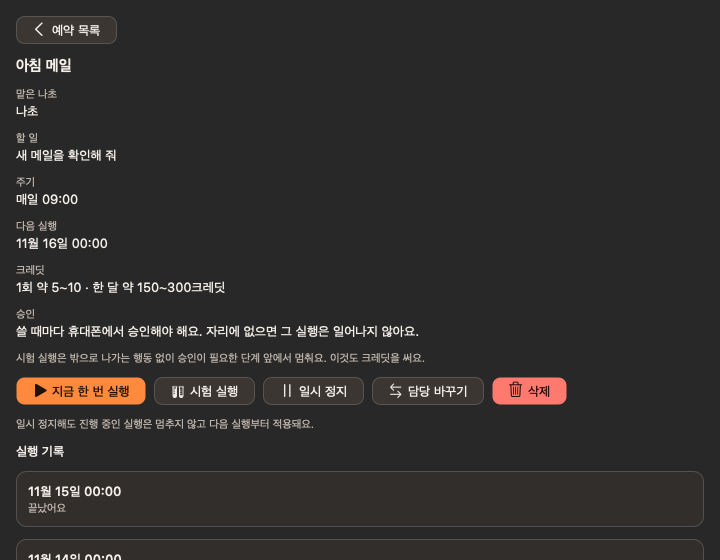 예약 목록
아침 메일
맡은 나초
나초
할 일
새 메일을 확인해 줘
주기
매일 09:00
다음 실행
11월 16일 00:00
크레딧
1회 약 5~10 · 한 달 약 150~300크레딧
승인
쓸 때마다 휴대폰에서 승인해야 해요. 자리에 없으면 그 실행은 일어나지 않아요.
시험 실행은 밖으로 나가는 행동 없이 승인이 필요한 단계 앞에서 멈춰요. 이것도 크레딧을 써요.
지금 한 번 실행 시험 실행 일시 정지 담당 바꾸기 삭제
일시 정지해도 진행 중인 실행은 멈추지 않고 다음 실행부터 적용돼요.
실행 기록
11월 15일 00:00
끝났어요
11월 14일 00:00